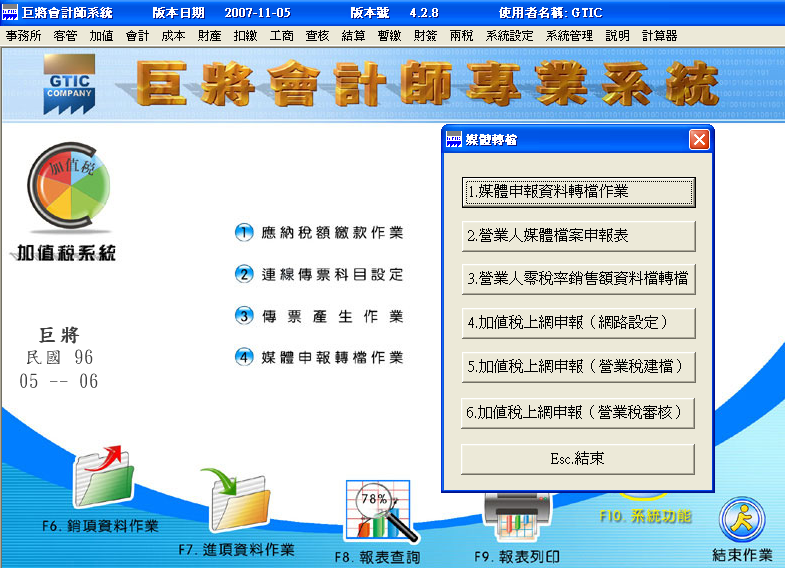 巨將會計師系統 版本日期 2007-11-05 版本號 4.2.8 使用者名稱: GTIC
事務所 客管 加值 會計 成本 財產 扣繳 工商 查核 結算 暫繳 財簽 兩稅 系統設定 系統管理 說明 計算器
GTIC
COMPANY
巨將會計師專業系統
加值稅
加值稅系統
巨將
民國 96
05 -- 06
1 應納稅額繳款作業
2 連線傳票科目設定
3 傳票產生作業
4 媒體申報轉檔作業
媒體轉檔
1.媒體申報資料轉檔作業
2.營業人媒體檔案申報表
3.營業人零稅率銷售額資料檔轉檔
4.加值稅上網申報（網路設定）
5.加值稅上網申報（營業稅建檔）
6.加值稅上網申報（營業稅審核）
Esc.結束
F6. 銷項資料作業
F7. 進項資料作業
78%
F8. 報表查詢
F9. 報表列印
F10. 系統功能
結束作業